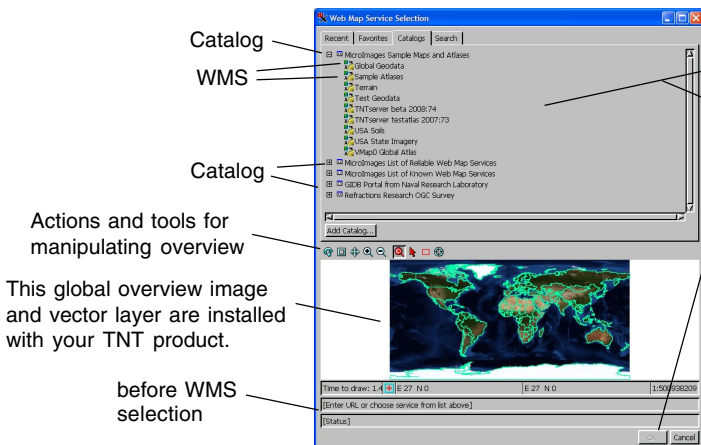 Web Map Service Selection
Recent Favorites Catalogs Search
Catalog
MicroImages Sample Maps and Atlases
Global Geodata
WMS
Sample Atlases
Terrain
Test Geodata
TNTserver beta 2008:74
TNTserver testatlas 2007:73
USA Soils
USA State Imagery
VMap0 Global Atlas
Catalog
MicroImages List of Reliable Web Map Services
MicroImages List of Known Web Map Services
GIDB Portal from Naval Research Laboratory
Refractions Research OGC Survey
Add Catalog...
Actions and tools for
manipulating overview
This global overview image
and vector layer are installed
with your TNT product.
Time to draw: 1.4 E 27 N 0 E 27 N 0 1:500938209
before WMS
selection
[Enter URL or choose service from list above]
[Status]
OK Cancel